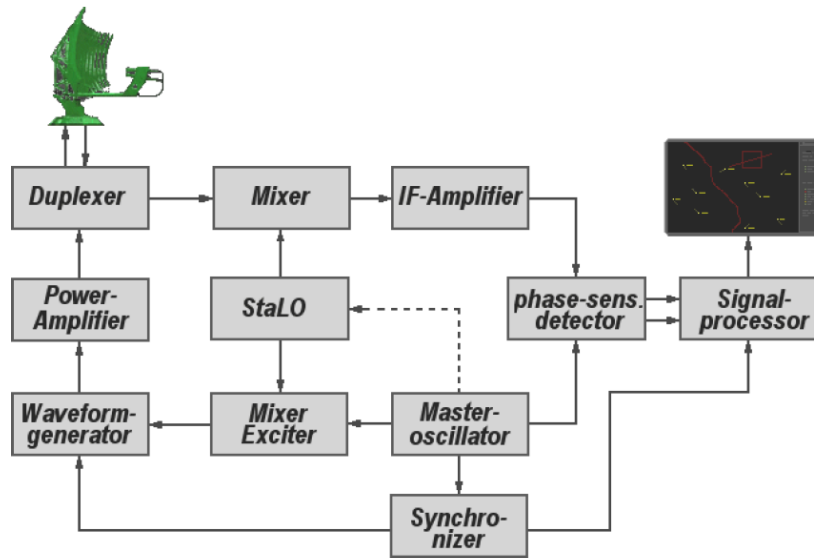 Duplexer
Mixer
IF-Amplifier
Power-
Amplifier
StaLO
phase-sens.
detector
Signal-
processor
Waveform-
generator
Mixer
Exciter
Master-
oscillator
Synchro-
nizer